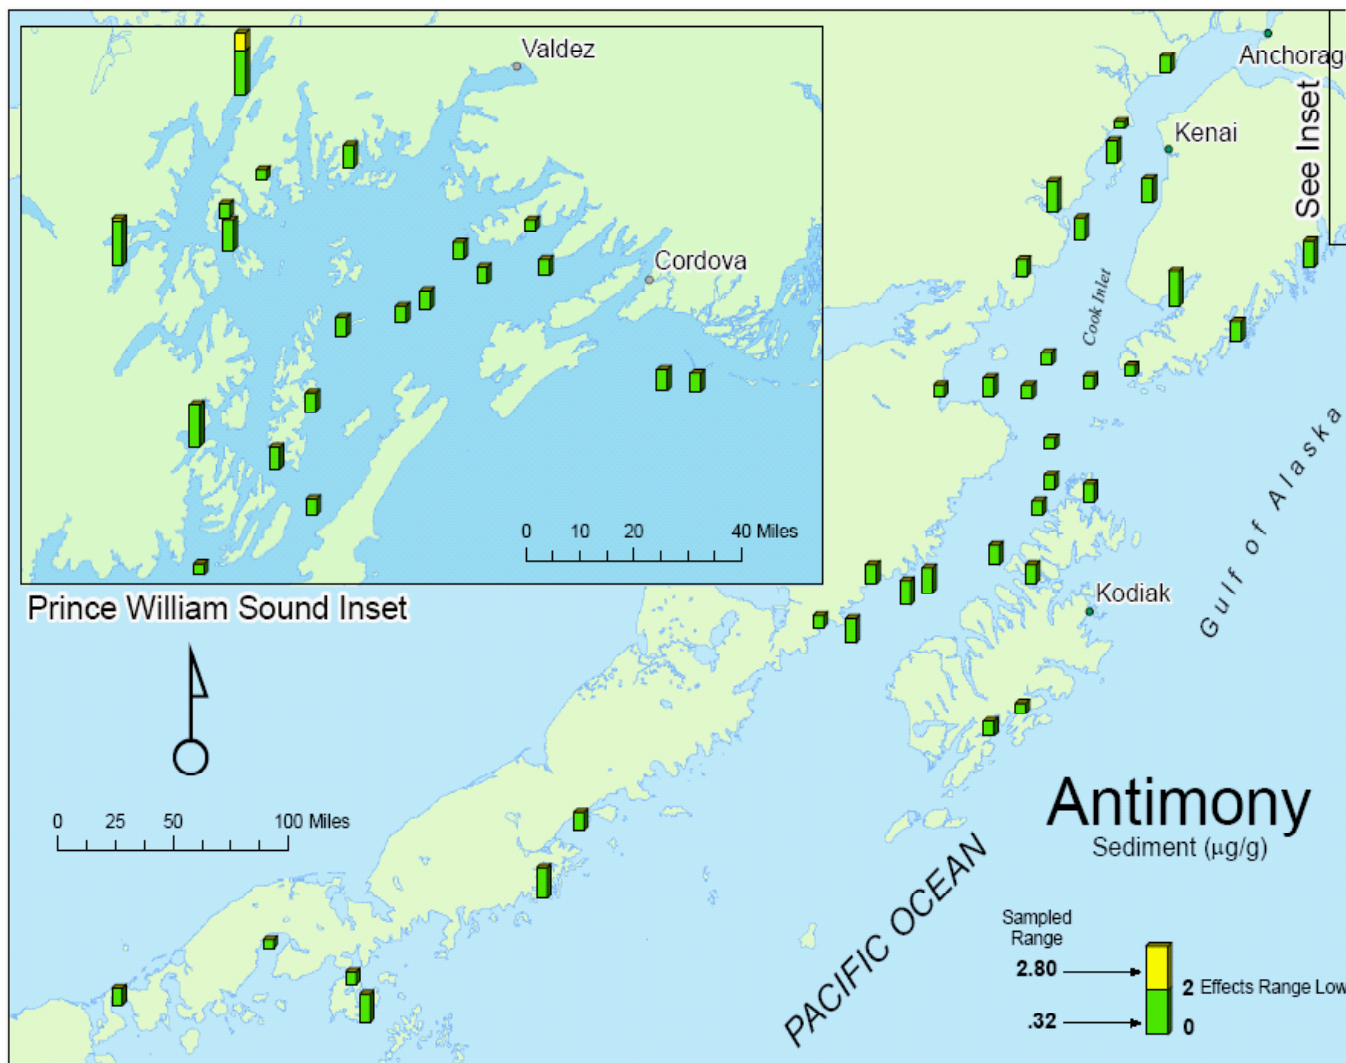 Valdez
Cordova
0 10 20 40 Miles
Prince William Sound Inset
Anchorag
Kenai
See Inset
Cook Inlet
Gulf of Alaska
Kodiak
0 25 50 100 Miles
PACIFIC OCEAN
Antimony
Sediment (µg/g)
Sampled
Range
2.80
2 Effects Range Low
.32
0